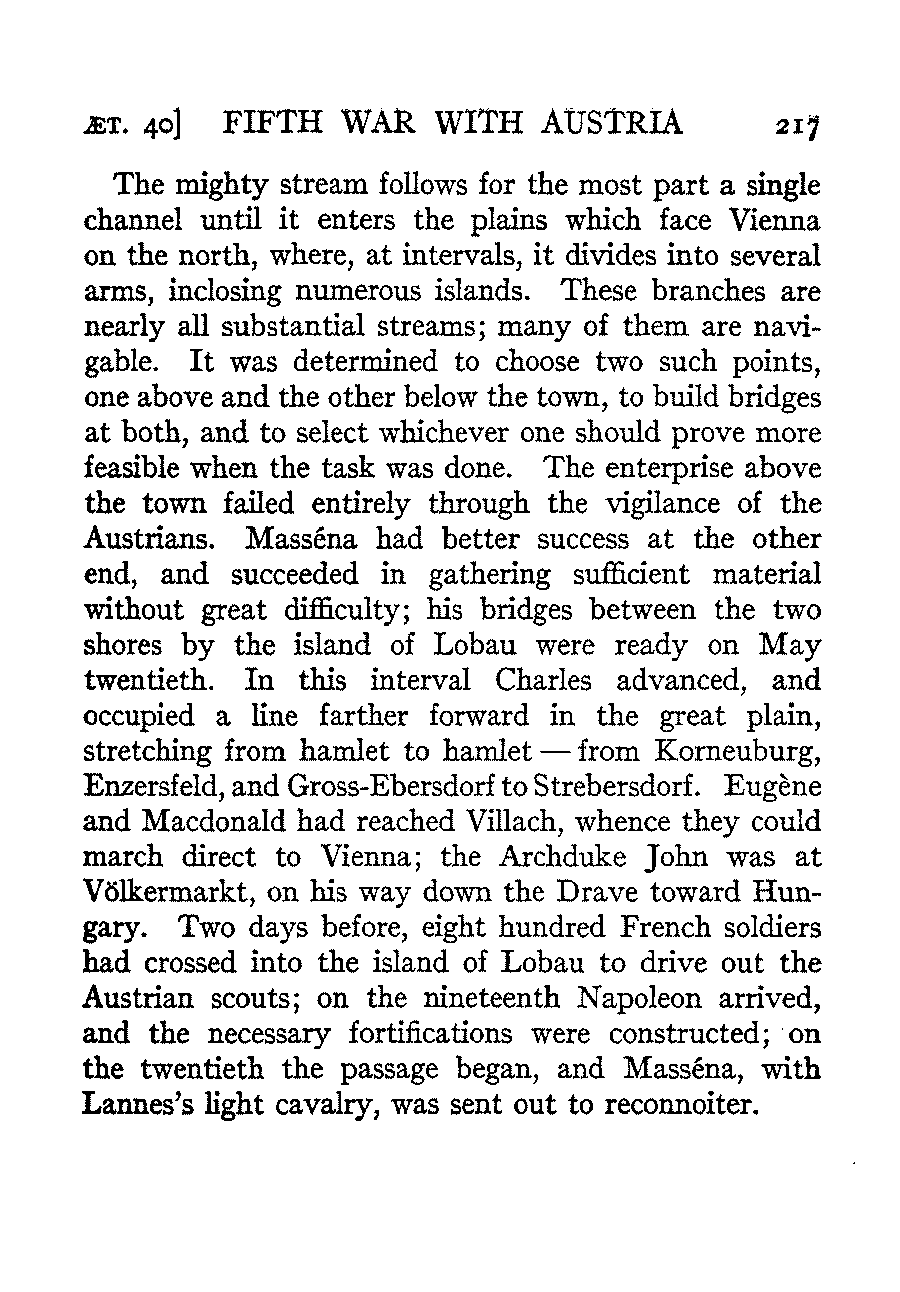 ÆT. 40] FIFTH WAR WITH AUSTRIA 217
The mighty stream follows for the most part a single
channel until it enters the plains which face Vienna
on the north, where, at intervals, it divides into several
arms, inclosing numerous islands. These branches are
nearly all substantial streams; many of them are navi-
gable. It was determined to choose two such points,
one above and the other below the town, to build bridges
at both, and to select whichever one should prove more
feasible when the task was done. The enterprise above
the town failed entirely through the vigilance of the
Austrians. Masséna had better success at the other
end, and succeeded in gathering sufficient material
without great difficulty; his bridges between the two
shores by the island of Lobau were ready on May
twentieth. In this interval Charles advanced, and
occupied a line farther forward in the great plain,
stretching from hamlet to hamlet — from Korneuburg,
Enzersfeld, and Gross-Ebersdorf to Strebersdorf. Eugène
and Macdonald had reached Villach, whence they could
march direct to Vienna; the Archduke John was at
Völkermarkt, on his way down the Drave toward Hun-
gary. Two days before, eight hundred French soldiers
had crossed into the island of Lobau to drive out the
Austrian scouts; on the nineteenth Napoleon arrived,
and the necessary fortifications were constructed; on
the twentieth the passage began, and Masséna, with
Lannes's light cavalry, was sent out to reconnoiter.